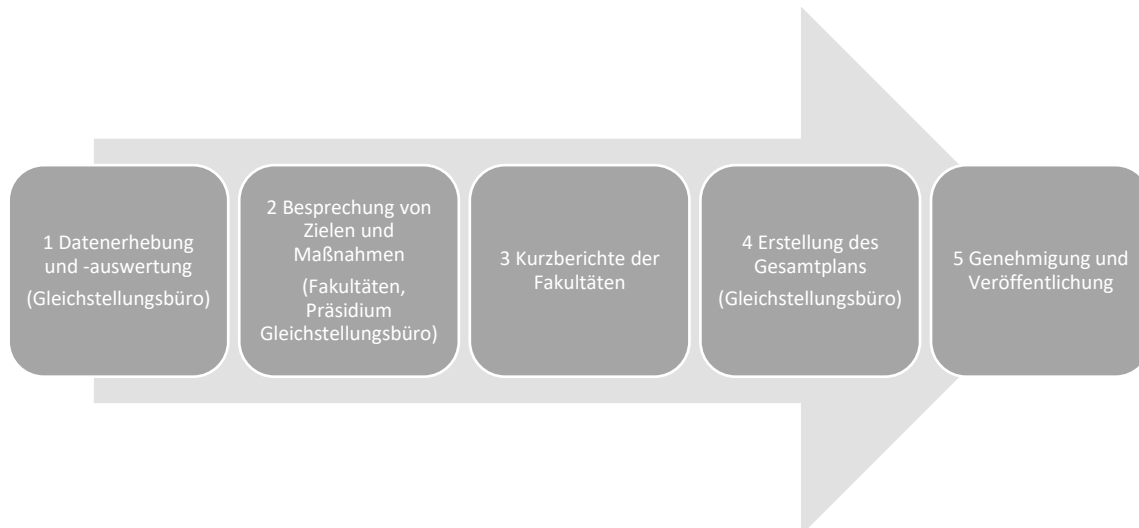 1 Datenerhebung
und -auswertung
(Gleichstellungsbüro)
2 Besprechung von
Zielen und
Maßnahmen
(Fakultäten,
Präsidium
Gleichstellungsbüro)
3 Kurzberichte der
Fakultäten
4 Erstellung des
Gesamtplans
(Gleichstellungsbüro)
5 Genehmigung und
Veröffentlichung